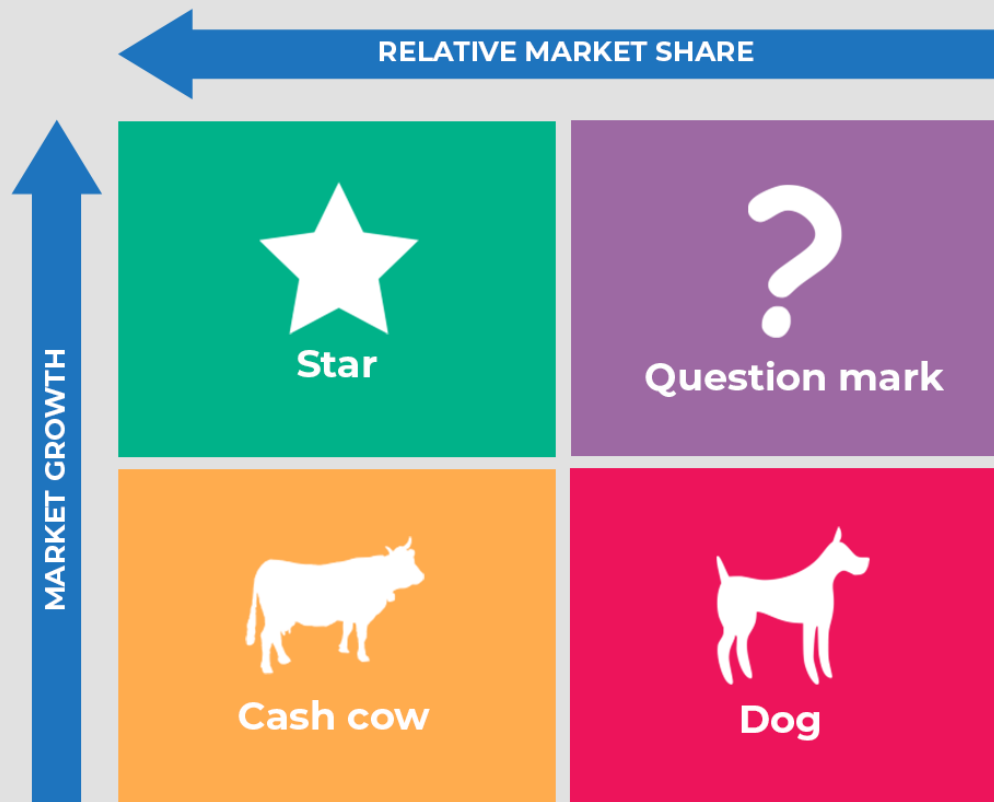 RELATIVE MARKET SHARE
MARKET GROWTH
Star
Question mark
Cash cow
Dog